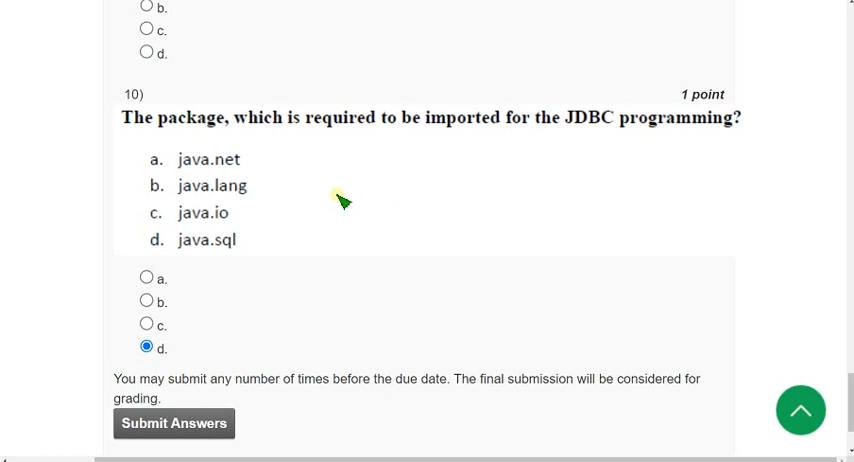 b.
c.
d.
10)
1 point
The package, which is required to be imported for the JDBC programming?
a. java.net
b. java.lang
c. java.io
d. java.sql
a.
b.
c.
d.
You may submit any number of times before the due date. The final submission will be considered for
grading.
Submit Answers